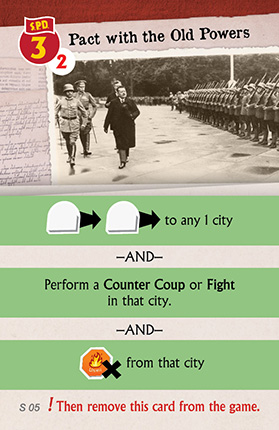 S.P.D.
3
2
Pact with the Old Powers
to any 1 city
—AND—
Perform a Counter Coup or Fight
in that city.
—AND—
from that city
S 05 ! Then remove this card from the game.